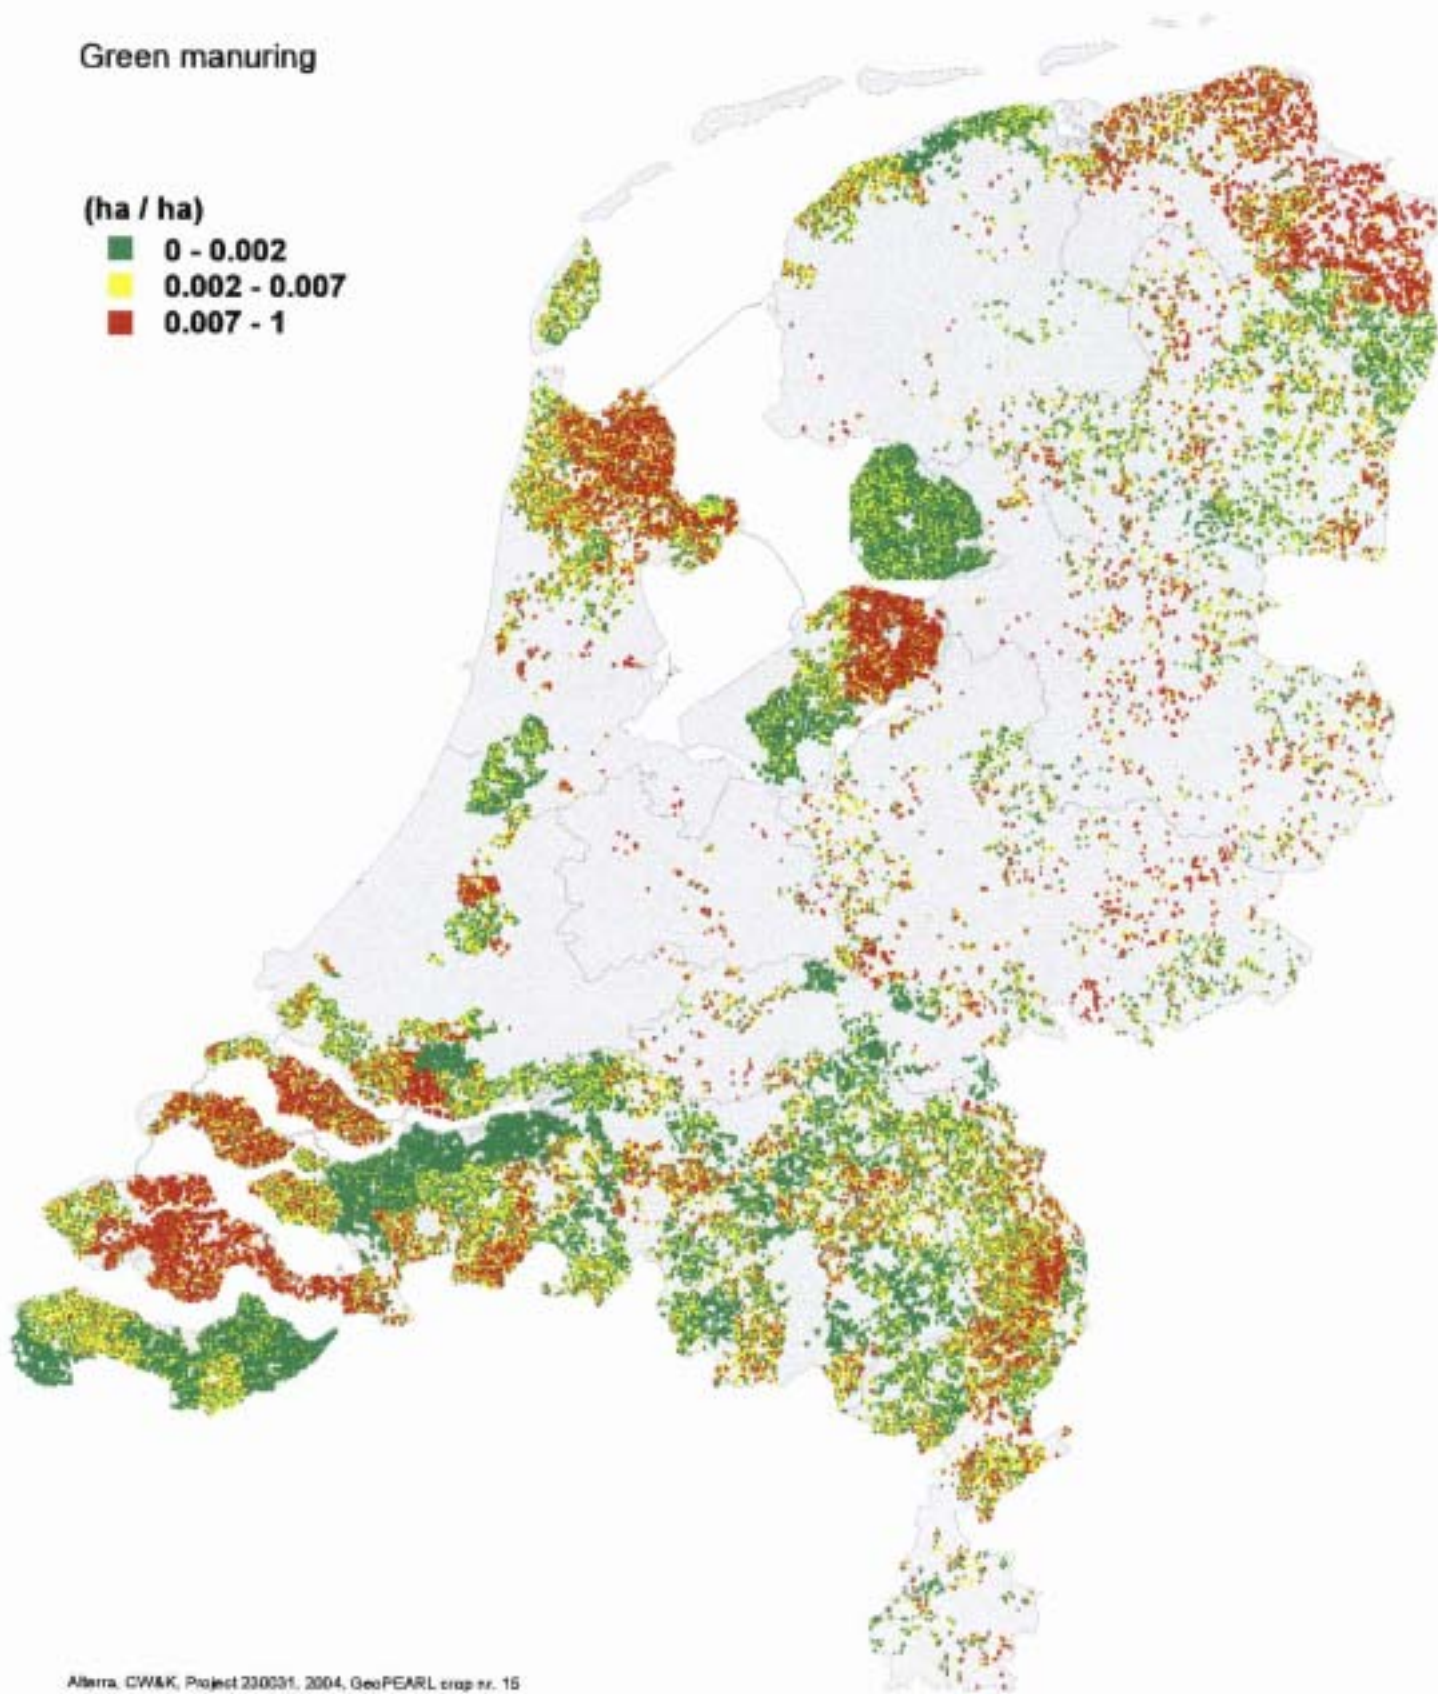 Green manuring
(ha / ha)
0 - 0.002
0.002 - 0.007
0.007 - 1
Alterra, CW&K, Project 230031, 2004, GeoPEARL crop nr. 15